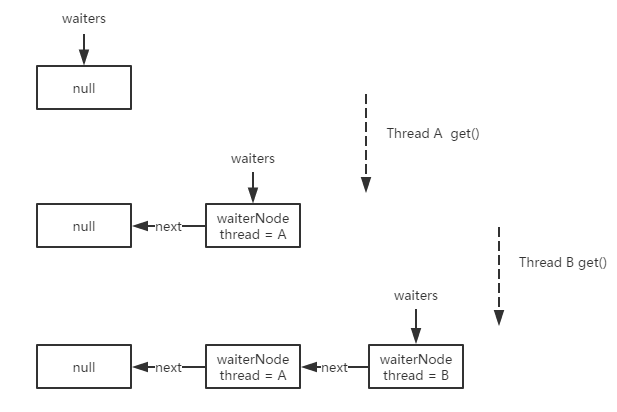 waiters
null
Thread A  get()
waiters
null
next
waiterNode
thread = A
Thread B get()
waiters
null
next
waiterNode
thread = A
next
waiterNode
thread = B